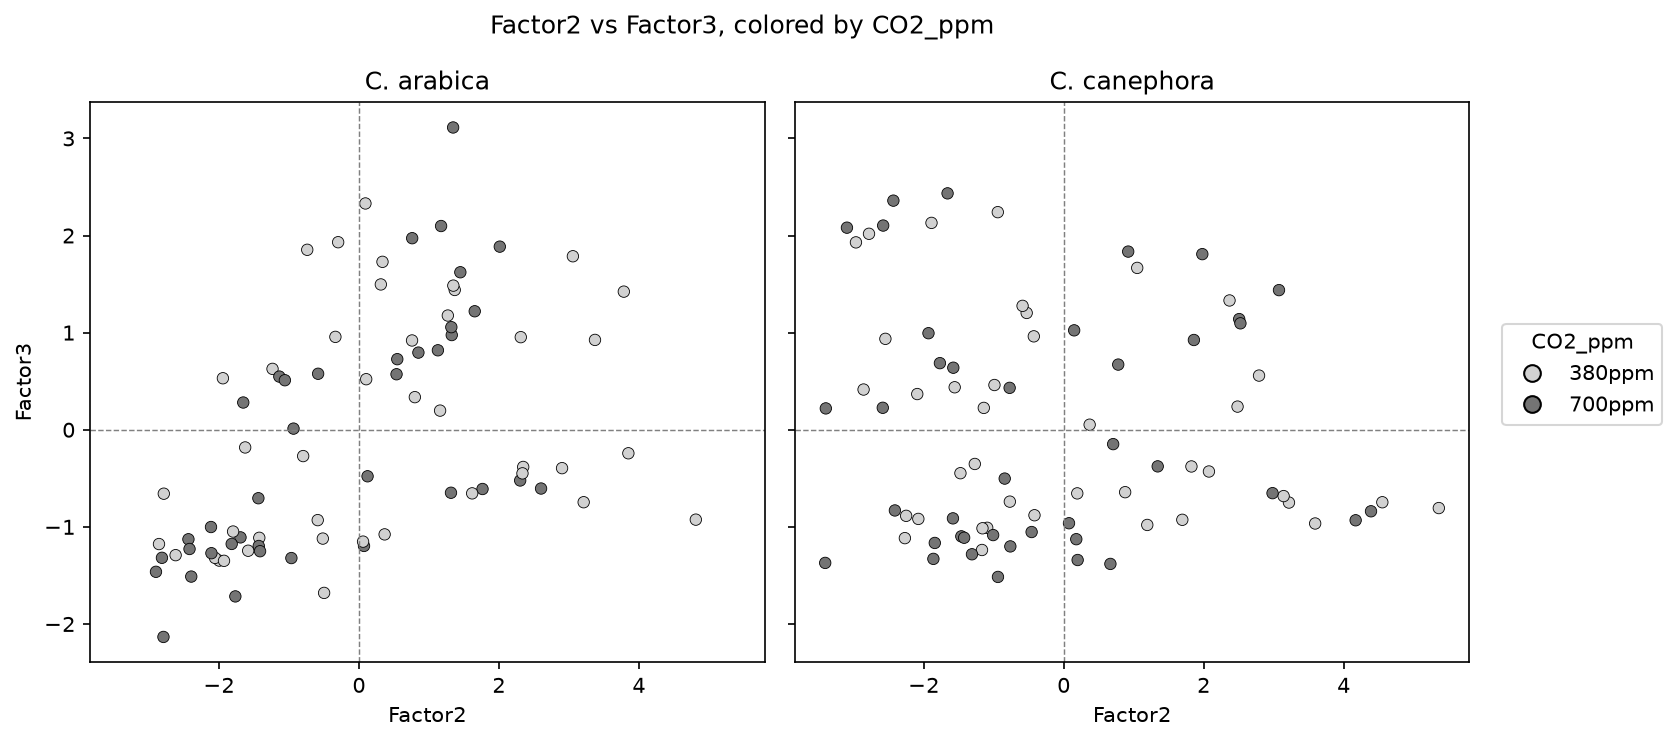 Factor2 vs Factor3, colored by CO2_ppm
C. arabica
C. canephora
3
2
1
0
−1
−2
Factor3
−2
0
2
4
−2
0
2
4
Factor2
Factor2
CO2_ppm
380ppm
700ppm